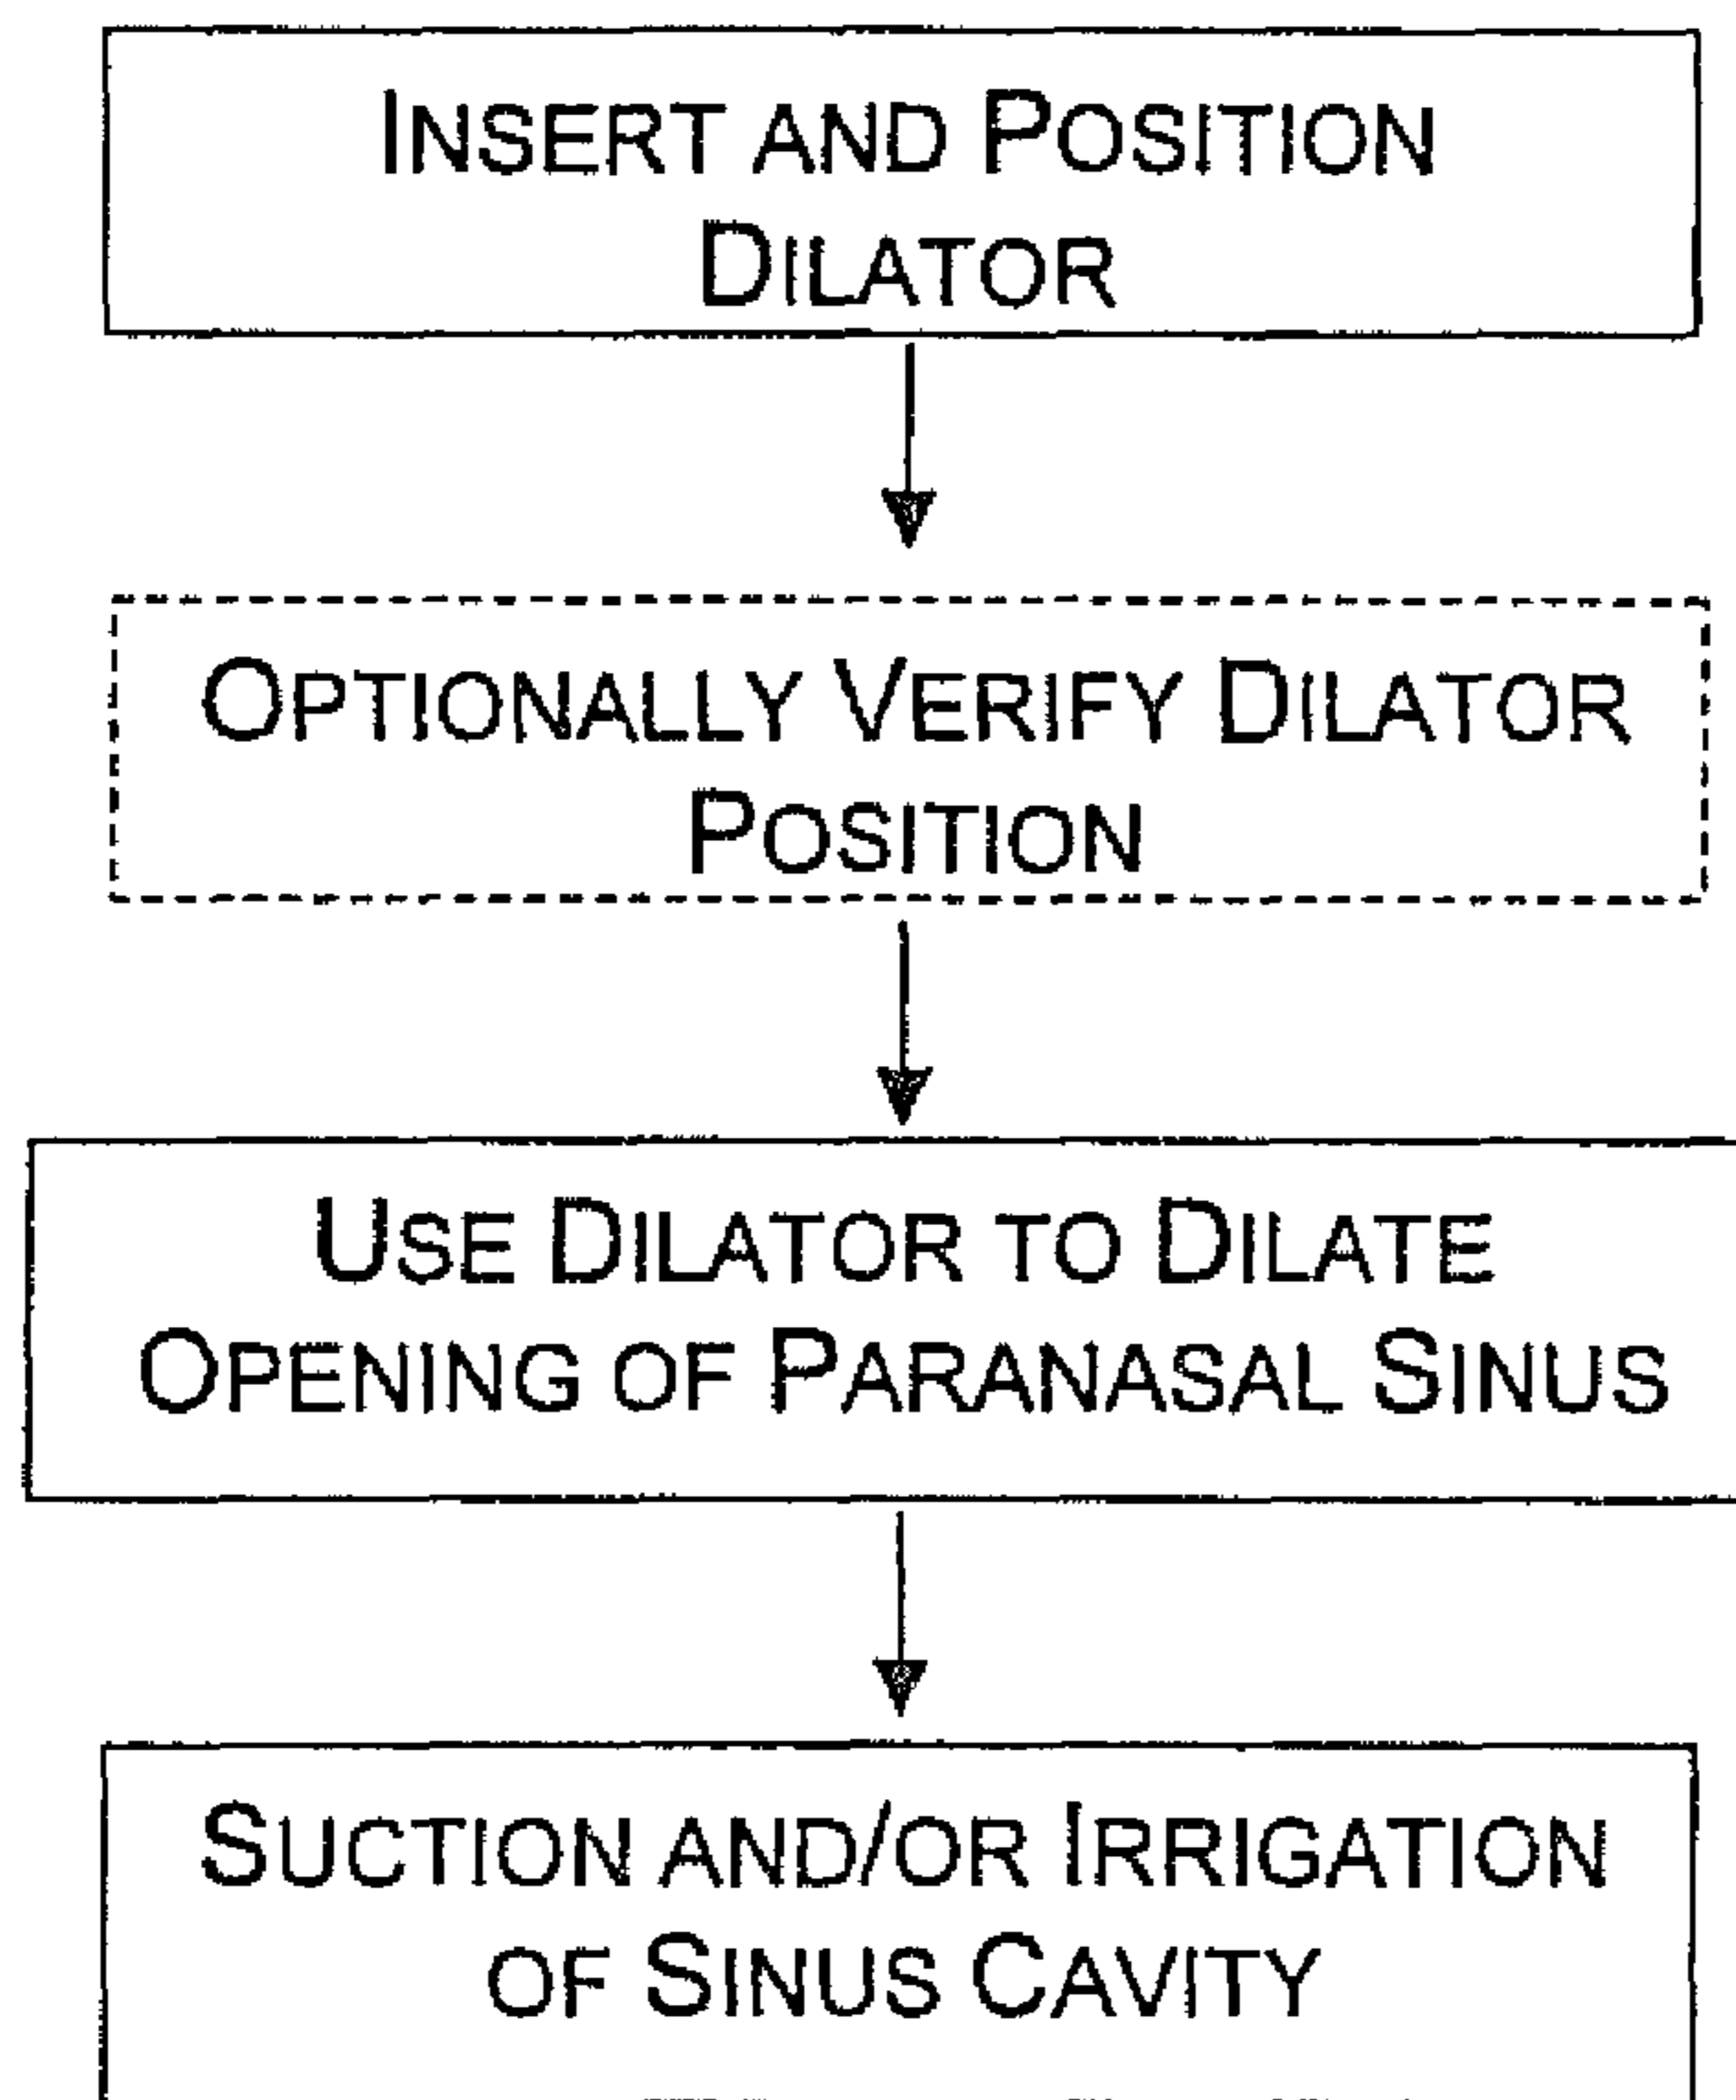 INSERT AND POSITION
DILATOR
OPTIONALLY VERIFY DILATOR
POSITION
USE DILATOR TO DILATE
OPENING OF PARANASAL SINUS
SUCTION AND/OR IRRIGATION
OF SINUS CAVITY